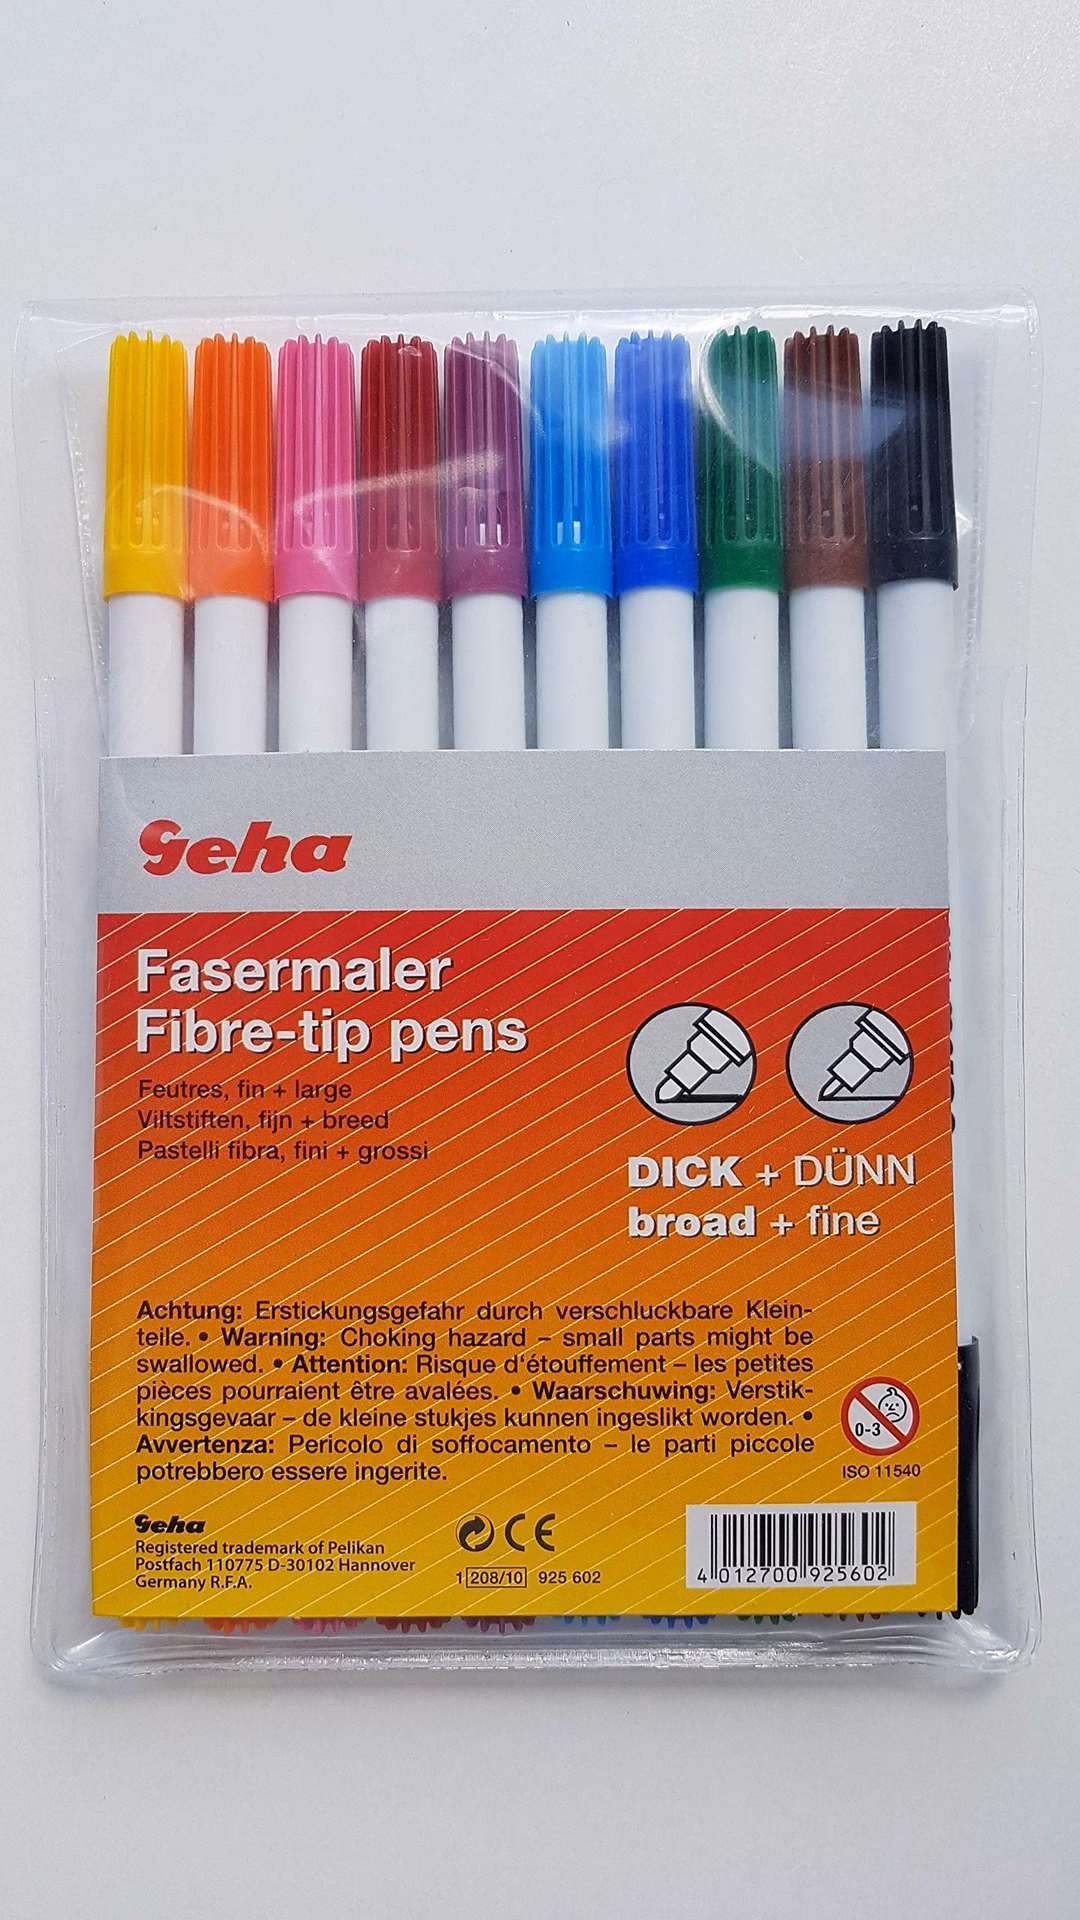 Geha
Fasermaler
Fibre-tip pens
Feutres, fin + large
Viltstiften, fijn + breed
Pastelli fibra, fini + grossi
DICK + DÜNN
broad + fine
Achtung: Erstickungsgefahr durch verschluckbare Klein-
teile. • Warning: Choking hazard – small parts might be
swallowed. • Attention: Risque d'étouffement – les petites
pièces pourraient être avalées. • Waarschuwing: Verstik-
kingsgevaar – de kleine stukjes kunnen ingeslikt worden. •
Avvertenza: Pericolo di soffocamento – le parti piccole
potrebbero essere ingerite.
0-3
ISO 11540
Geha
Registered trademark of Pelikan
Postfach 110775 D-30102 Hannover
Germany R.F.A.
CE
1 208/10 925 602
4 012700 925602